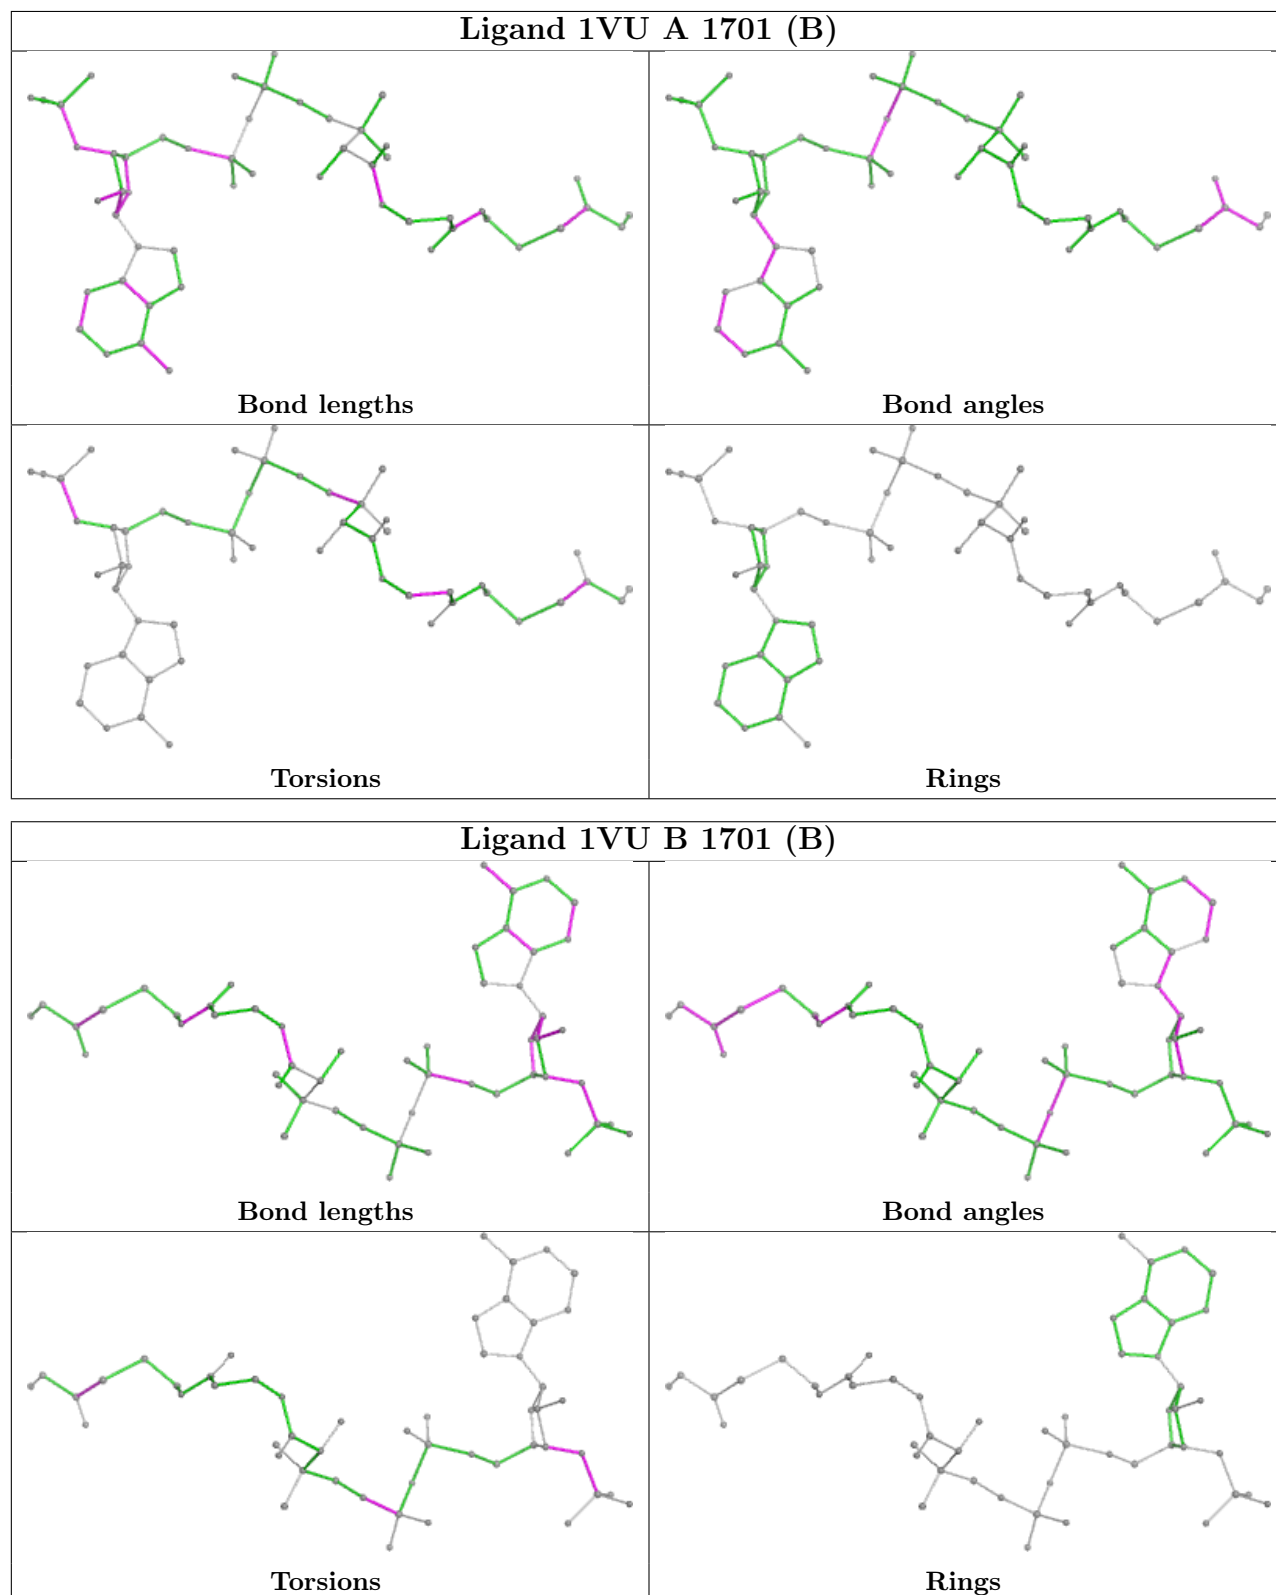 Ligand 1VU A 1701 (B)
Bond lengths
Bond angles
Torsions
Rings
Ligand 1VU B 1701 (B)
Bond lengths
Bond angles
Torsions
Rings